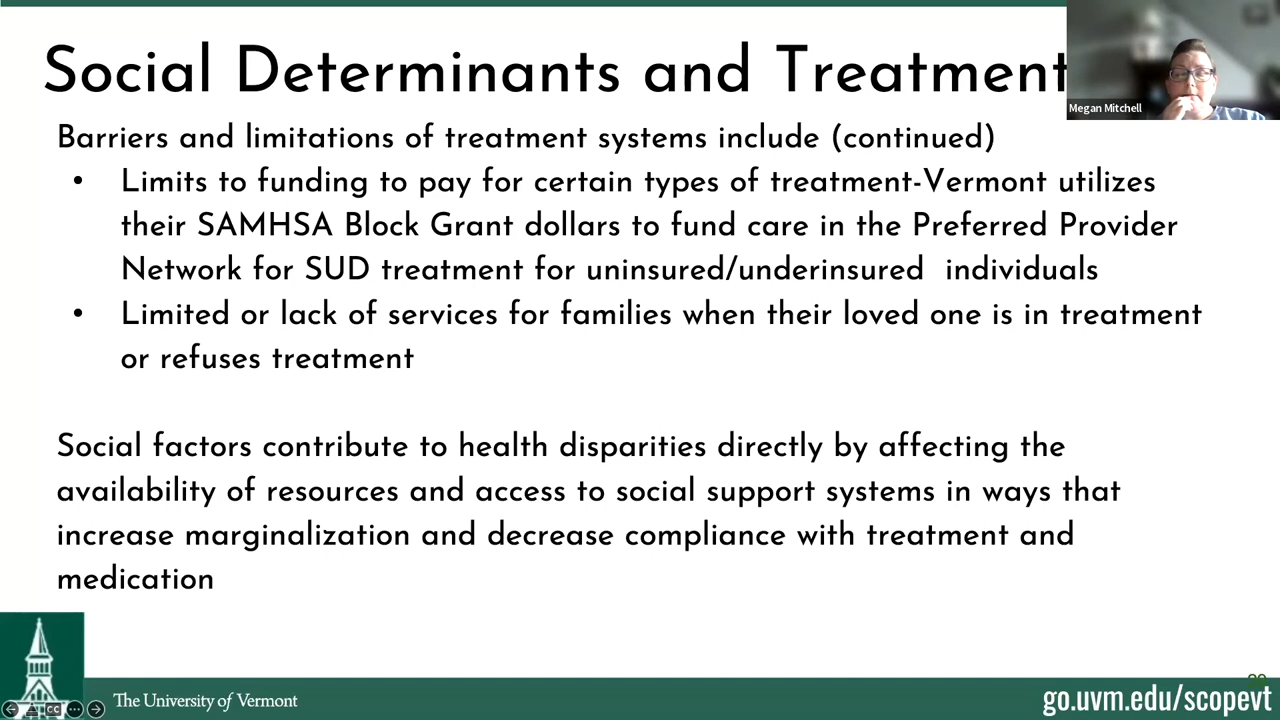 Social Determinants and Treatment
Megan Mitchell
Barriers and limitations of treatment systems include (continued)
• Limits to funding to pay for certain types of treatment-Vermont utilizes
their SAMHSA Block Grant dollars to fund care in the Preferred Provider
Network for SUD treatment for uninsured/underinsured individuals
• Limited or lack of services for families when their loved one is in treatment
or refuses treatment
Social factors contribute to health disparities directly by affecting the
availability of resources and access to social support systems in ways that
increase marginalization and decrease compliance with treatment and
medication
The University of Vermont
go.uvm.edu/scopevt